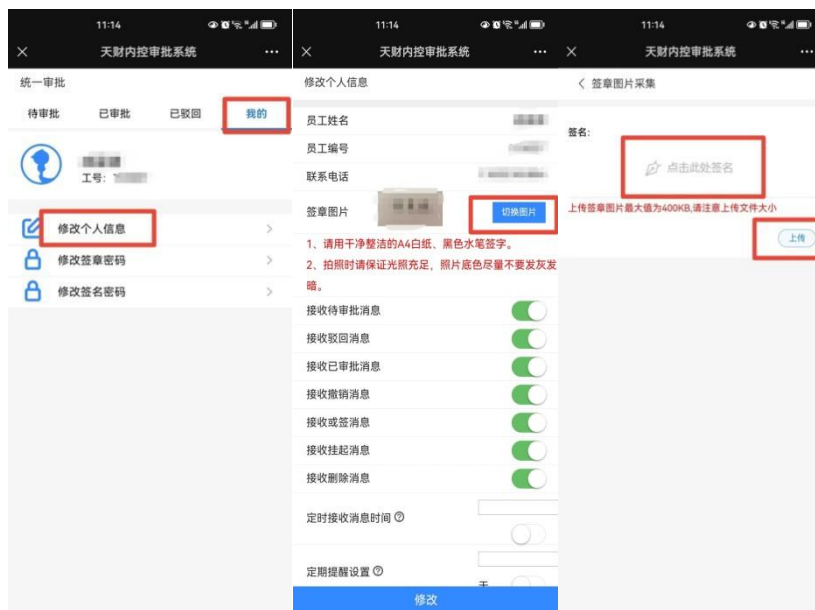 11:14
天财内控审批系统
统一审批
待审批 已审批 已驳回 我的
工号:
修改个人信息
修改签章密码
修改签名密码
11:14
天财内控审批系统
修改个人信息
员工姓名
员工编号
联系电话
签章图片 切换图片
1、请用干净整洁的A4白纸、黑色水笔签字。
2、拍照时请保证光照充足，照片底色尽量不要发灰发
暗。
接收待审批消息
接收驳回消息
接收已审批消息
接收撤销消息
接收或签消息
接收挂起消息
接收删除消息
定时接收消息时间
定期提醒设置
天
修改
11:14
天财内控审批系统
签章图片采集
签名:
点击此处签名
上传签章图片最大值为400KB,请注意上传文件大小
上传